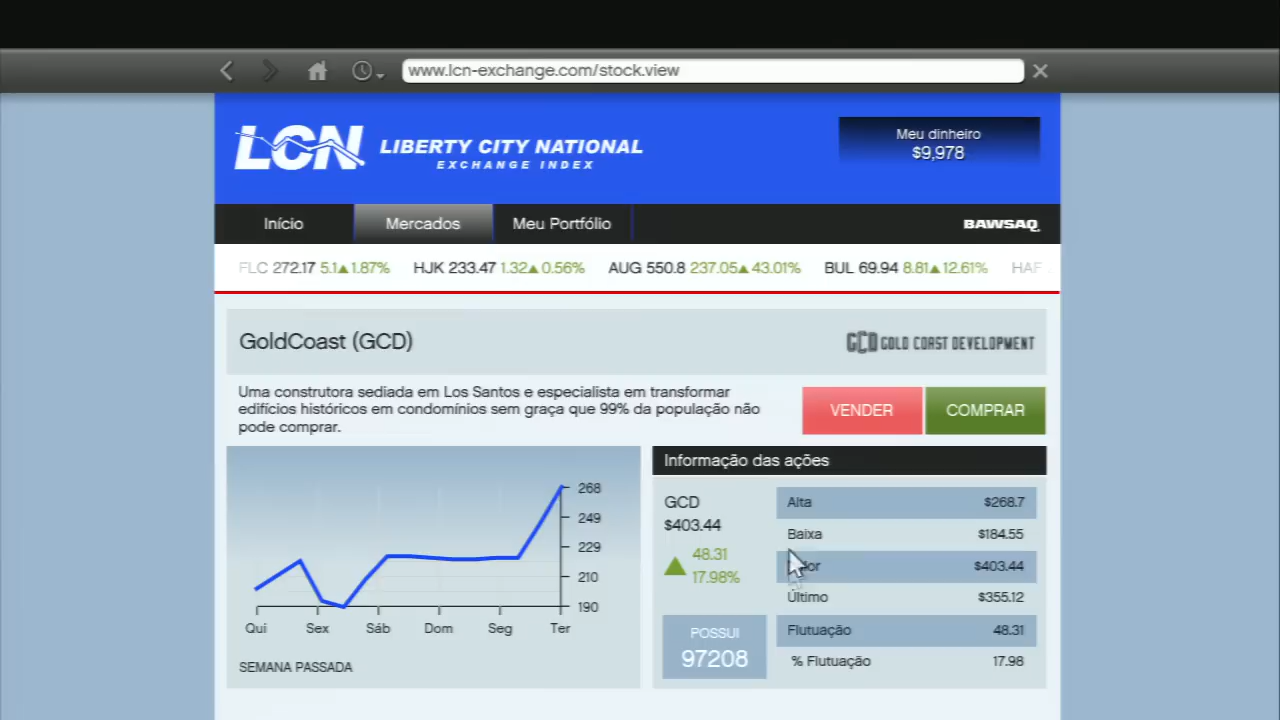 www.lcn-exchange.com/stock.view
LCN LIBERTY CITY NATIONAL
EXCHANGE INDEX
Meu dinheiro
$9,978
Início Mercados Meu Portfólio BAWSAQ
FLC 272.17 5.1▲1.87% HJK 233.47 1.32▲0.56% AUG 550.8 237.05▲43.01% BUL 69.94 8.81▲12.61% HAF
GoldCoast (GCD) GCD GOLD COAST DEVELOPMENT
Uma construtora sediada em Los Santos e especialista em transformar
edifícios históricos em condomínios sem graça que 99% da população não
pode comprar.
VENDER COMPRAR
268
249
229
210
190
Qui Sex Sáb Dom Seg Ter
SEMANA PASSADA
Informação das ações
GCD
$403.44
48.31
17.98%
POSSUI
97208
Alta $268.7
Baixa $184.55
$403.44
Último $355.12
Flutuação 48.31
% Flutuação 17.98